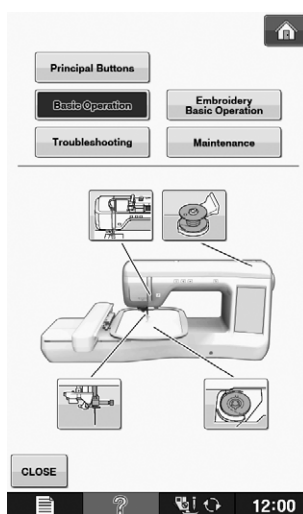 Principal Buttons
Basic Operation
Embroidery
Basic Operation
Troubleshooting
Maintenance
CLOSE
12:00